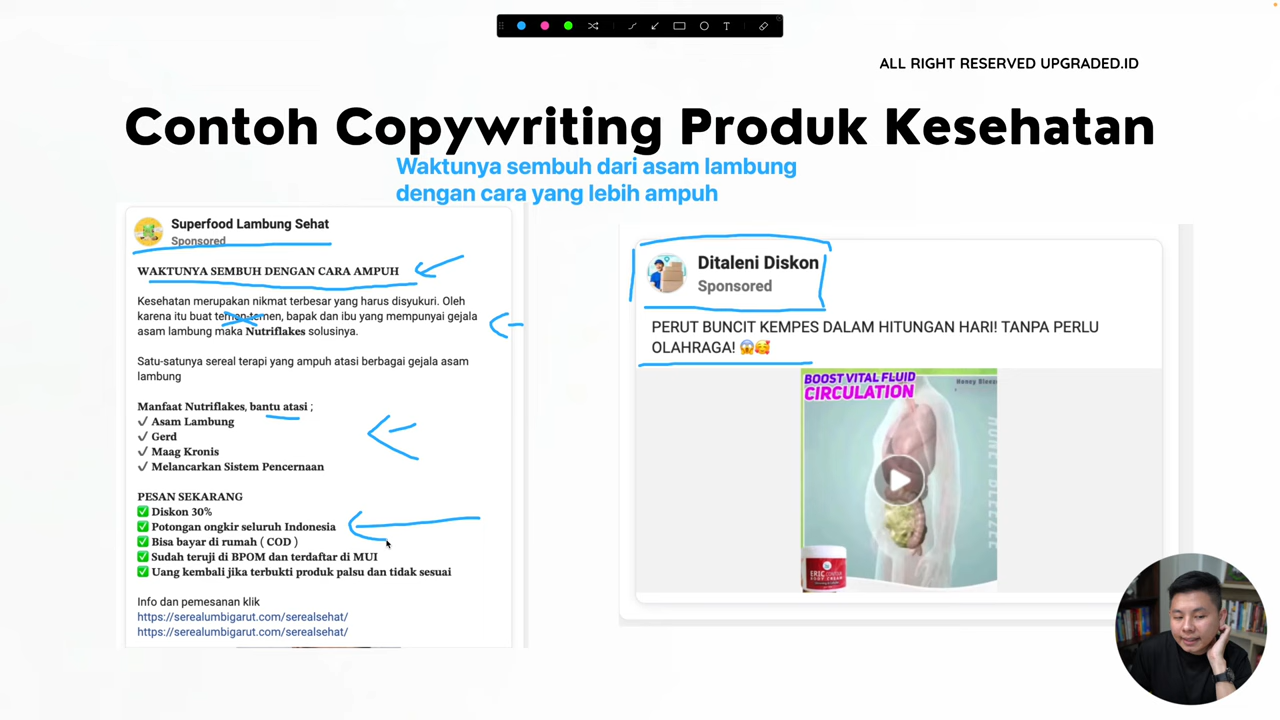 T
ALL RIGHT RESERVED UPGRADED.ID
Contoh Copywriting Produk Kesehatan
Waktunya sembuh dari asam lambung
dengan cara yang lebih ampuh
Superfood Lambung Sehat
Sponsored
WAKTUNYA SEMBUH DENGAN CARA AMPUH
Kesehatan merupakan nikmat terbesar yang harus disyukuri. Oleh
karena itu buat temen-temen, bapak dan ibu yang mempunyai gejala
asam lambung maka Nutriflakes solusinya.
Satu-satunya sereal terapi yang ampuh atasi berbagai gejala asam
lambung
Manfaat Nutriflakes, bantu atasi ;
✓ Asam Lambung
✓ Gerd
✓ Maag Kronis
✓ Melancarkan Sistem Pencernaan
PESAN SEKARANG
✅ Diskon 30%
✅ Potongan ongkir seluruh Indonesia
✅ Bisa bayar di rumah ( COD )
✅ Sudah teruji di BPOM dan terdaftar di MUI
✅ Uang kembali jika terbukti produk palsu dan tidak sesuai
Info dan pemesanan klik
https://serealumbigarut.com/serealsehat/
https://serealumbigarut.com/serealsehat/
Ditaleni Diskon
Sponsored
PERUT BUNCIT KEMPES DALAM HITUNGAN HARI! TANPA PERLU
OLAHRAGA! 😱🥰
BOOST VITAL FLUID
CIRCULATION